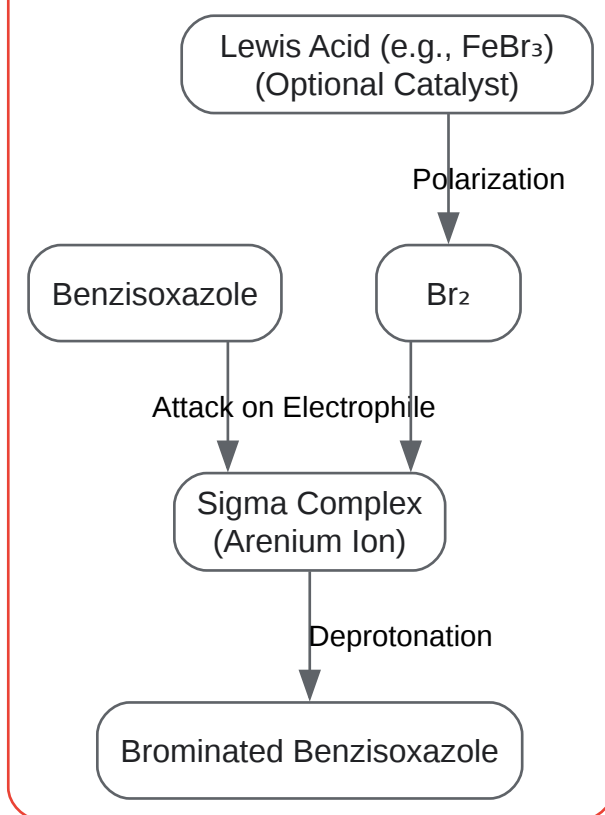 Lewis Acid (e.g., FeBr₃)
(Optional Catalyst)
Polarization
Benzisoxazole
Br₂
Attack on Electrophile
Sigma Complex
(Arenium Ion)
Deprotonation
Brominated Benzisoxazole